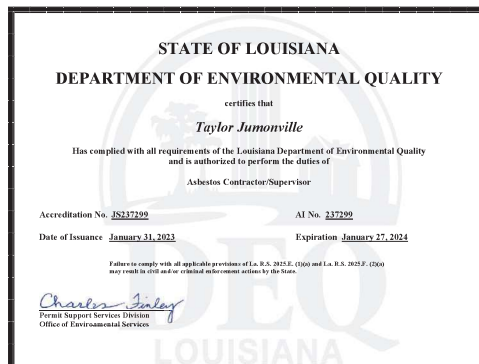 STATE OF LOUISIANA
DEPARTMENT OF ENVIRONMENTAL QUALITY
certifies that
Taylor Jumonville
Has complied with all requirements of the Louisiana Department of Environmental Quality
and is authorized to perform the duties of
Asbestos Contractor/Supervisor
Accreditation No. JS237299 AI No. 237299
Date of Issuance January 31, 2023 Expiration January 27, 2024
Failure to comply with all applicable provisions of La. R.S. 2025.E. (1)(a) and La. R.S. 2025.F. (2)(a)
may result in civil and/or criminal enforcement actions by the State.
Charles Finley
Permit Support Services Division
Office of Environmental Services
DEQ
LOUISIANA